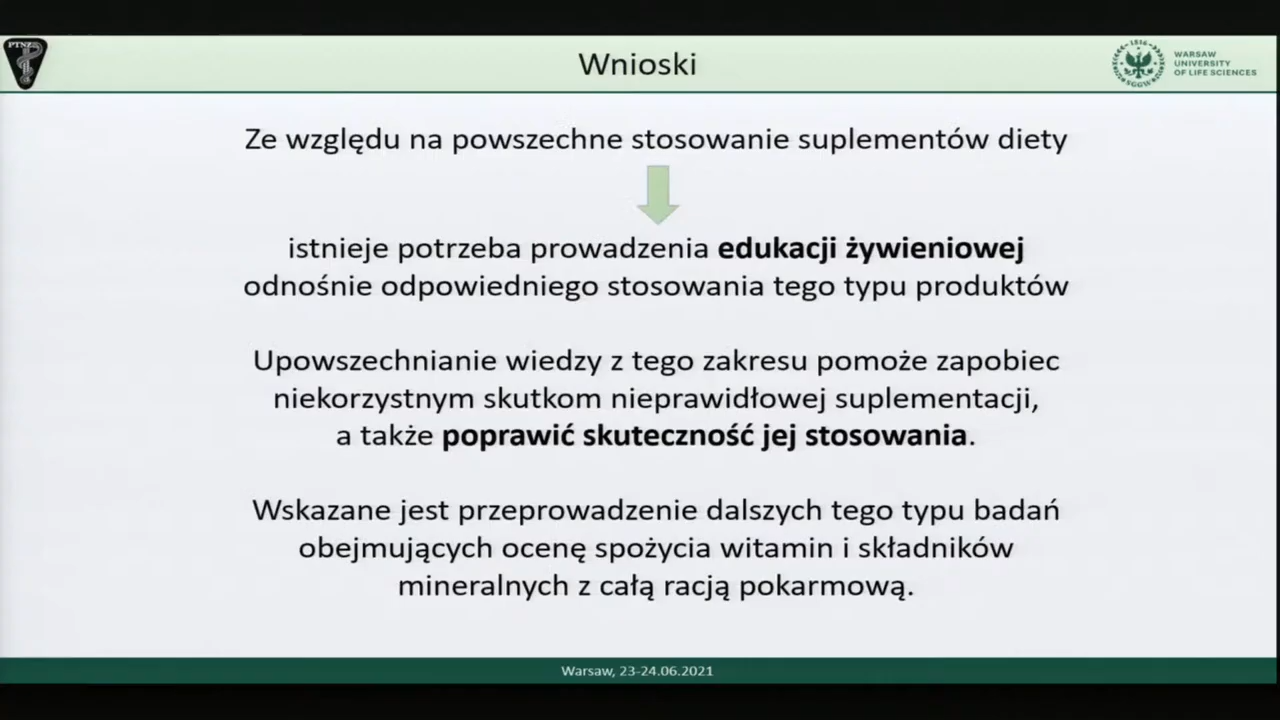 PTNZ
Wnioski
1816
SGGW
WARSAW
UNIVERSITY
OF LIFE SCIENCES
Ze względu na powszechne stosowanie suplementów diety
istnieje potrzeba prowadzenia edukacji żywieniowej
odnośnie odpowiedniego stosowania tego typu produktów
Upowszechnianie wiedzy z tego zakresu pomoże zapobiec
niekorzystnym skutkom nieprawidłowej suplementacji,
a także poprawić skuteczność jej stosowania.
Wskazane jest przeprowadzenie dalszych tego typu badań
obejmujących ocenę spożycia witamin i składników
mineralnych z całą racją pokarmową.
Warsaw, 23-24.06.2021